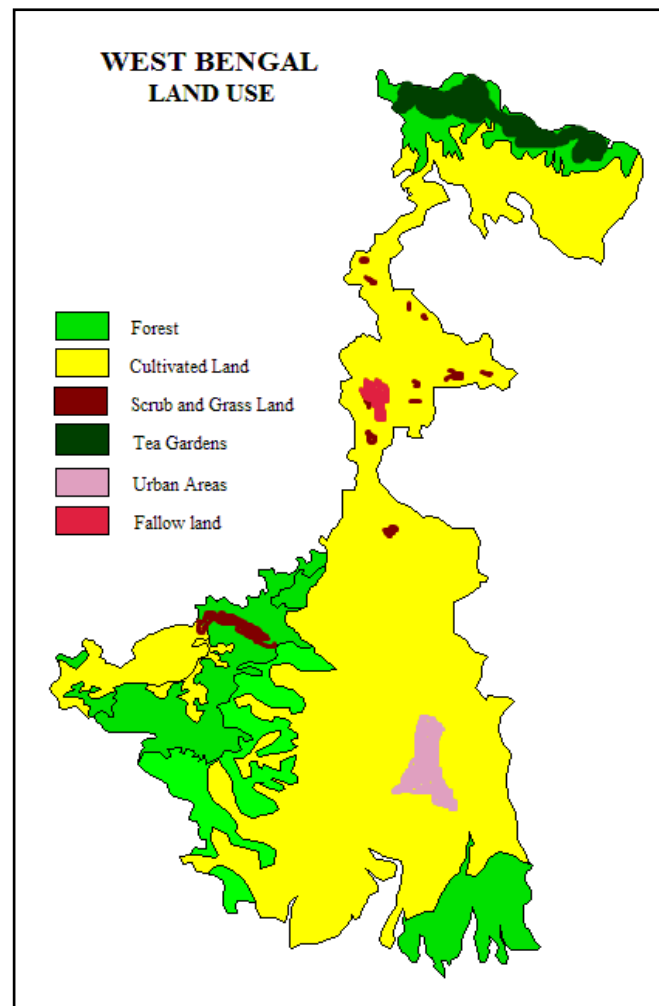 WEST BENGAL
LAND USE
Forest
Cultivated Land
Scrub and Grass Land
Tea Gardens
Urban Areas
Fallow land